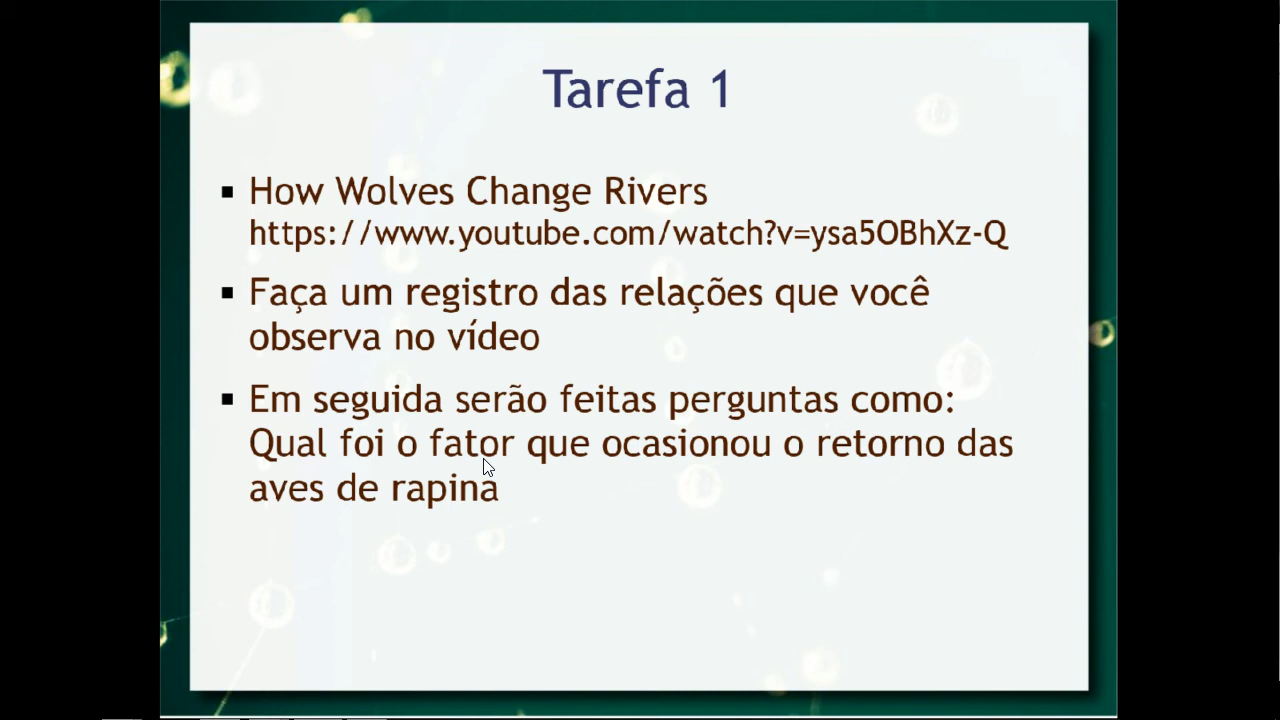 Tarefa 1
▪ How Wolves Change Rivers
https://www.youtube.com/watch?v=ysa5OBhXz-Q
▪ Faça um registro das relações que você
observa no vídeo
▪ Em seguida serão feitas perguntas como:
Qual foi o fator que ocasionou o retorno das
aves de rapina